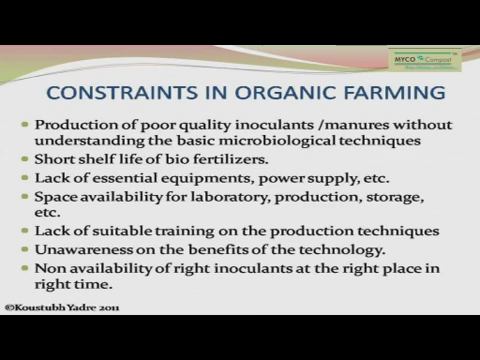 MYCO Compost
CONSTRAINTS IN ORGANIC FARMING
Production of poor quality inoculants /manures without
understanding the basic microbiological techniques
Short shelf life of bio fertilizers.
Lack of essential equipments, power supply, etc.
Space availability for laboratory, production, storage,
etc.
Lack of suitable training on the production techniques
Unawareness on the benefits of the technology.
Non availability of right inoculants at the right place in
right time.
©Koustubh Yadre 2011